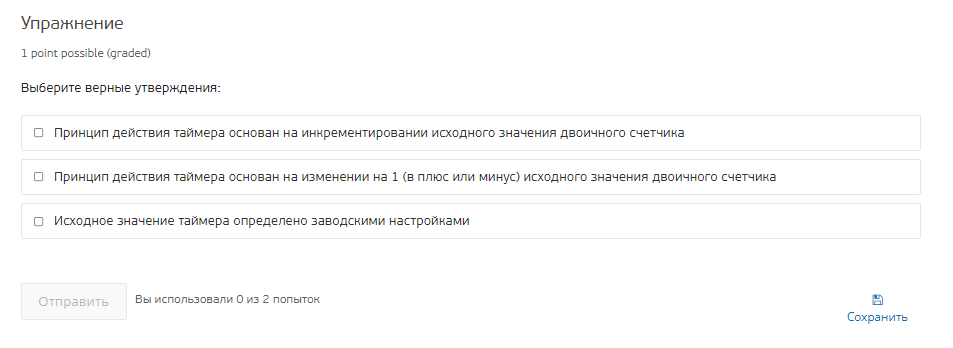 Упражнение
1 point possible (graded)
Выберите верные утверждения:
Принцип действия таймера основан на инкрементировании исходного значения двоичного счетчика
Принцип действия таймера основан на изменении на 1 (в плюс или минус) исходного значения двоичного счетчика
Исходное значение таймера определено заводскими настройками
Отправить
Вы использовали 0 из 2 попыток
Сохранить